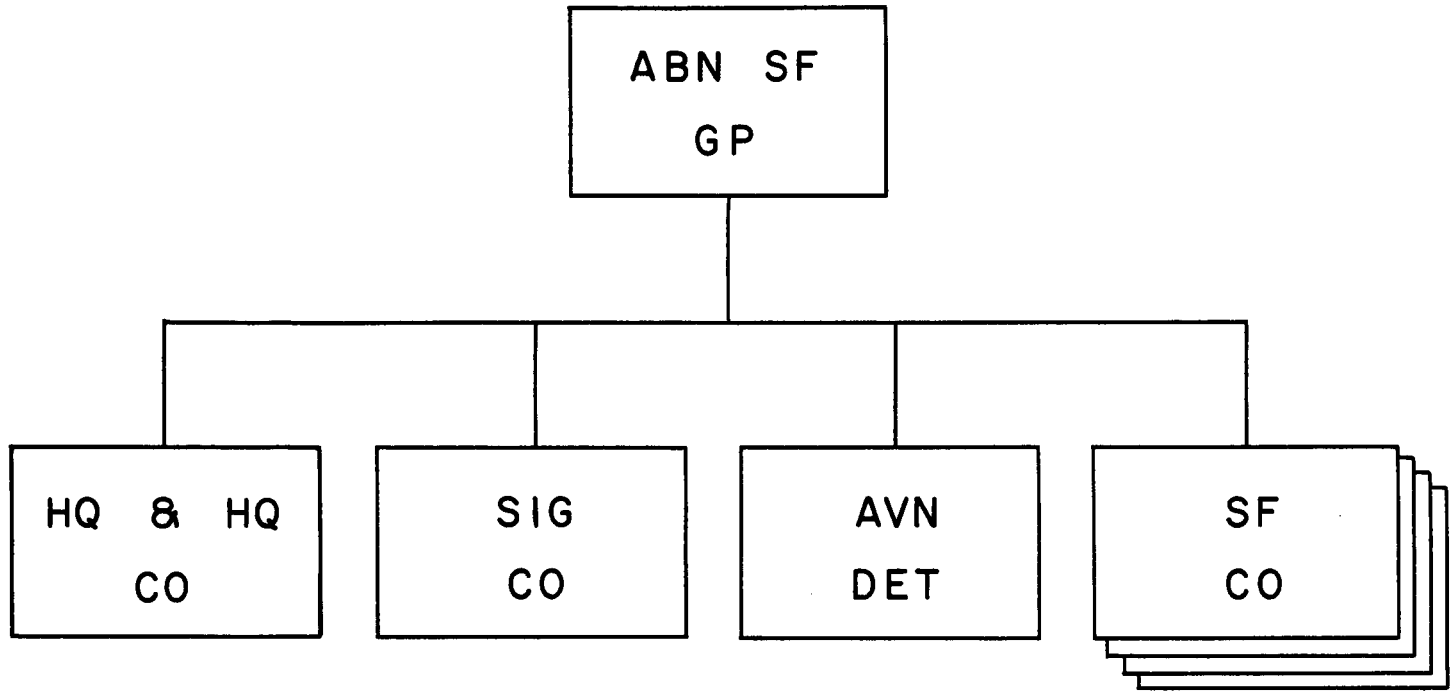 ABN SF
GP
HQ & HQ
CO
SIG
CO
AVN
DET
SF
CO